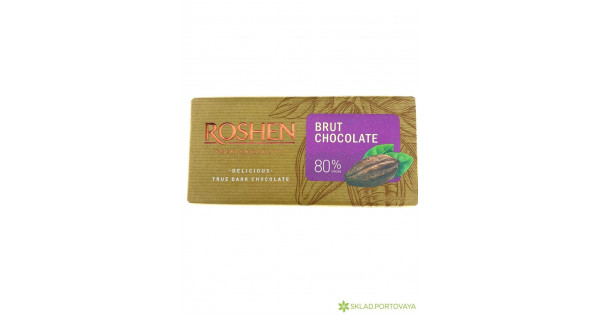 ROSHEN
BRUT
CHOCOLATE
80%
·DELICIOUS·
TRUE DARK CHOCOLATE
SKLAD.PORTOVAYA